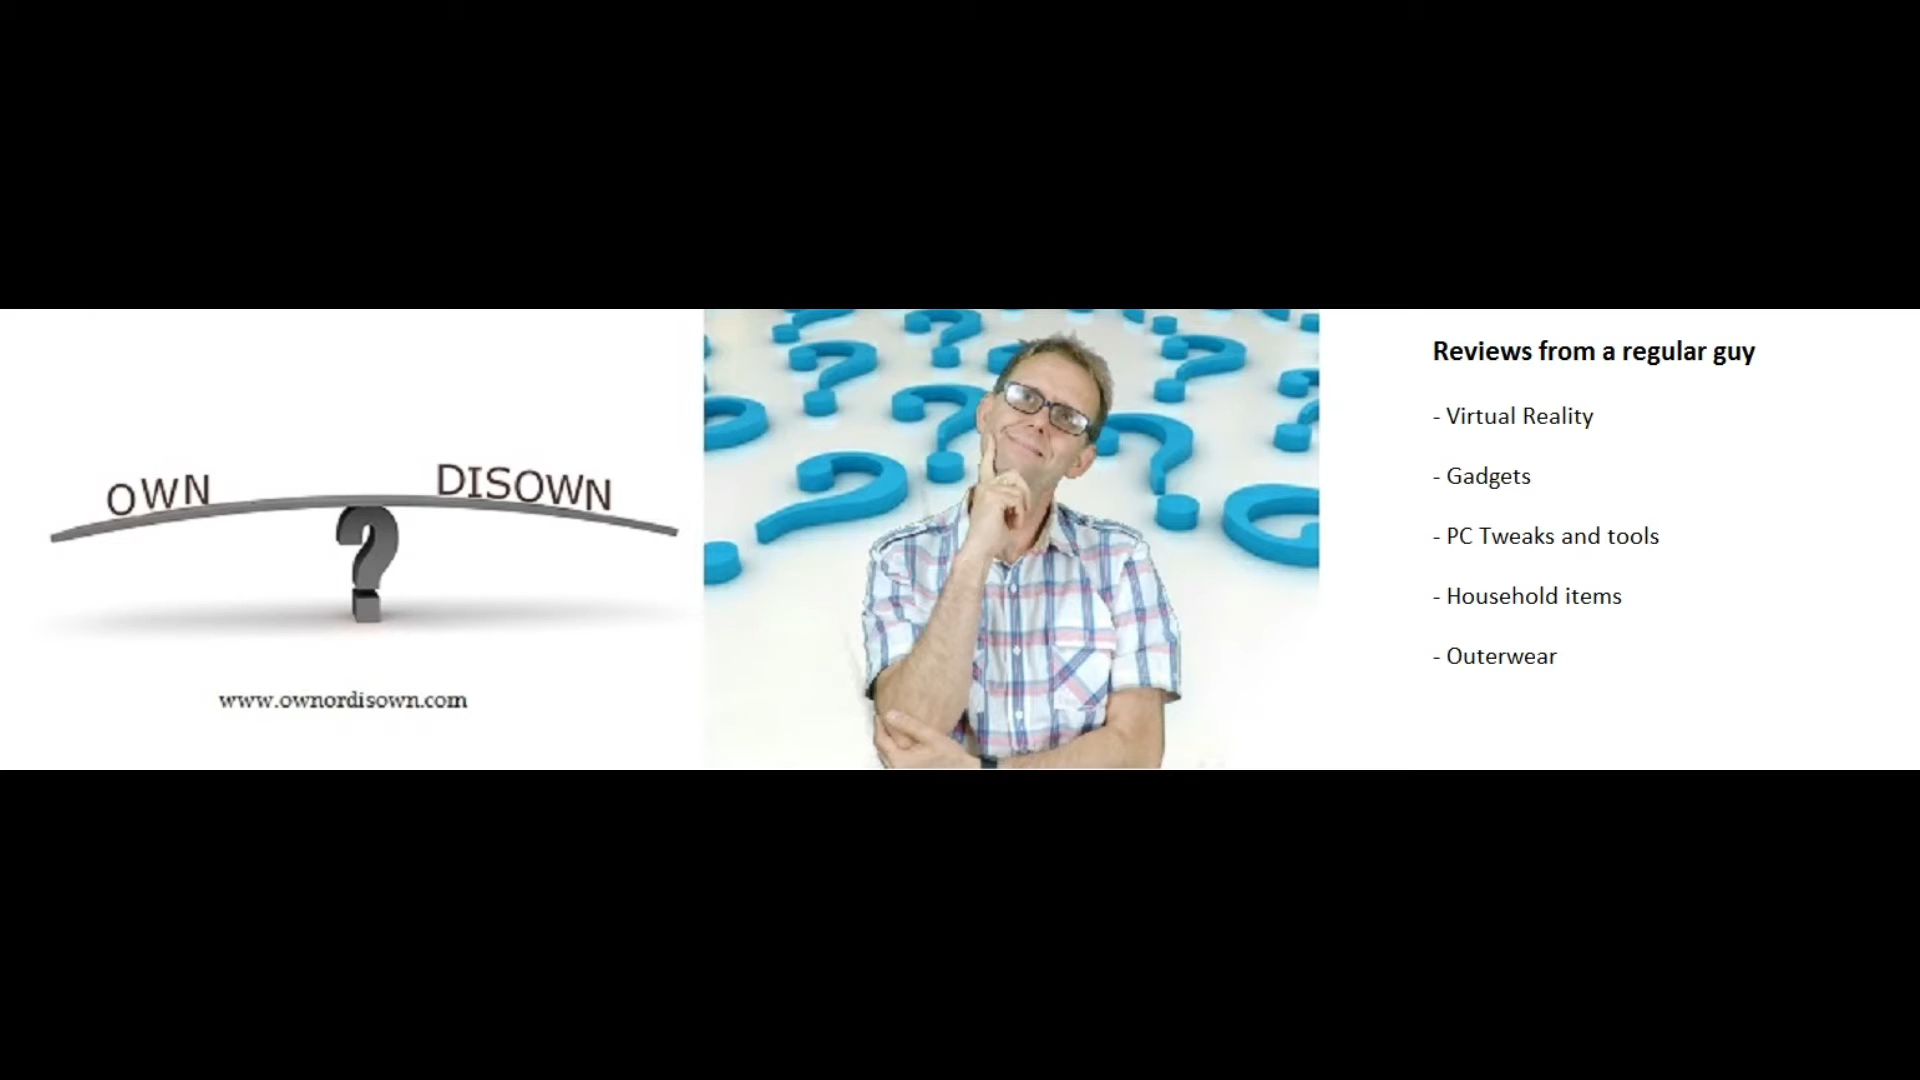 OWN
DISOWN
www.ownordisown.com
Reviews from a regular guy
- Virtual Reality
- Gadgets
- PC Tweaks and tools
- Household items
- Outerwear